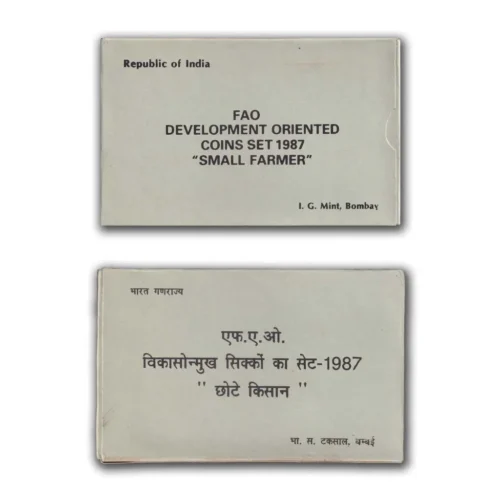 Republic of India
FAO
DEVELOPMENT ORIENTED
COINS SET 1987
"SMALL FARMER"
I. G. Mint, Bombay
भारत गणराज्य
एफ.ए.ओ.
विकासोन्मुख सिक्कों का सेट-1987
" छोटे किसान "
भा. स. टकसाल, बम्बई